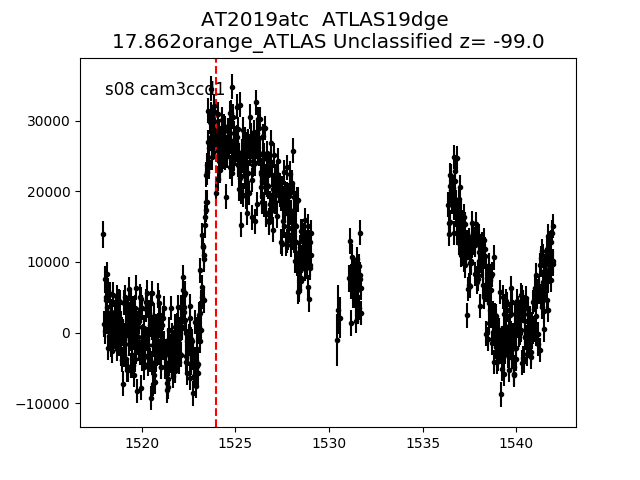 AT2019atc  ATLAS19dge
17.862orange_ATLAS Unclassified z= -99.0
s08 cam3ccd1
30000
20000
10000
0
−10000
1520 1525 1530 1535 1540